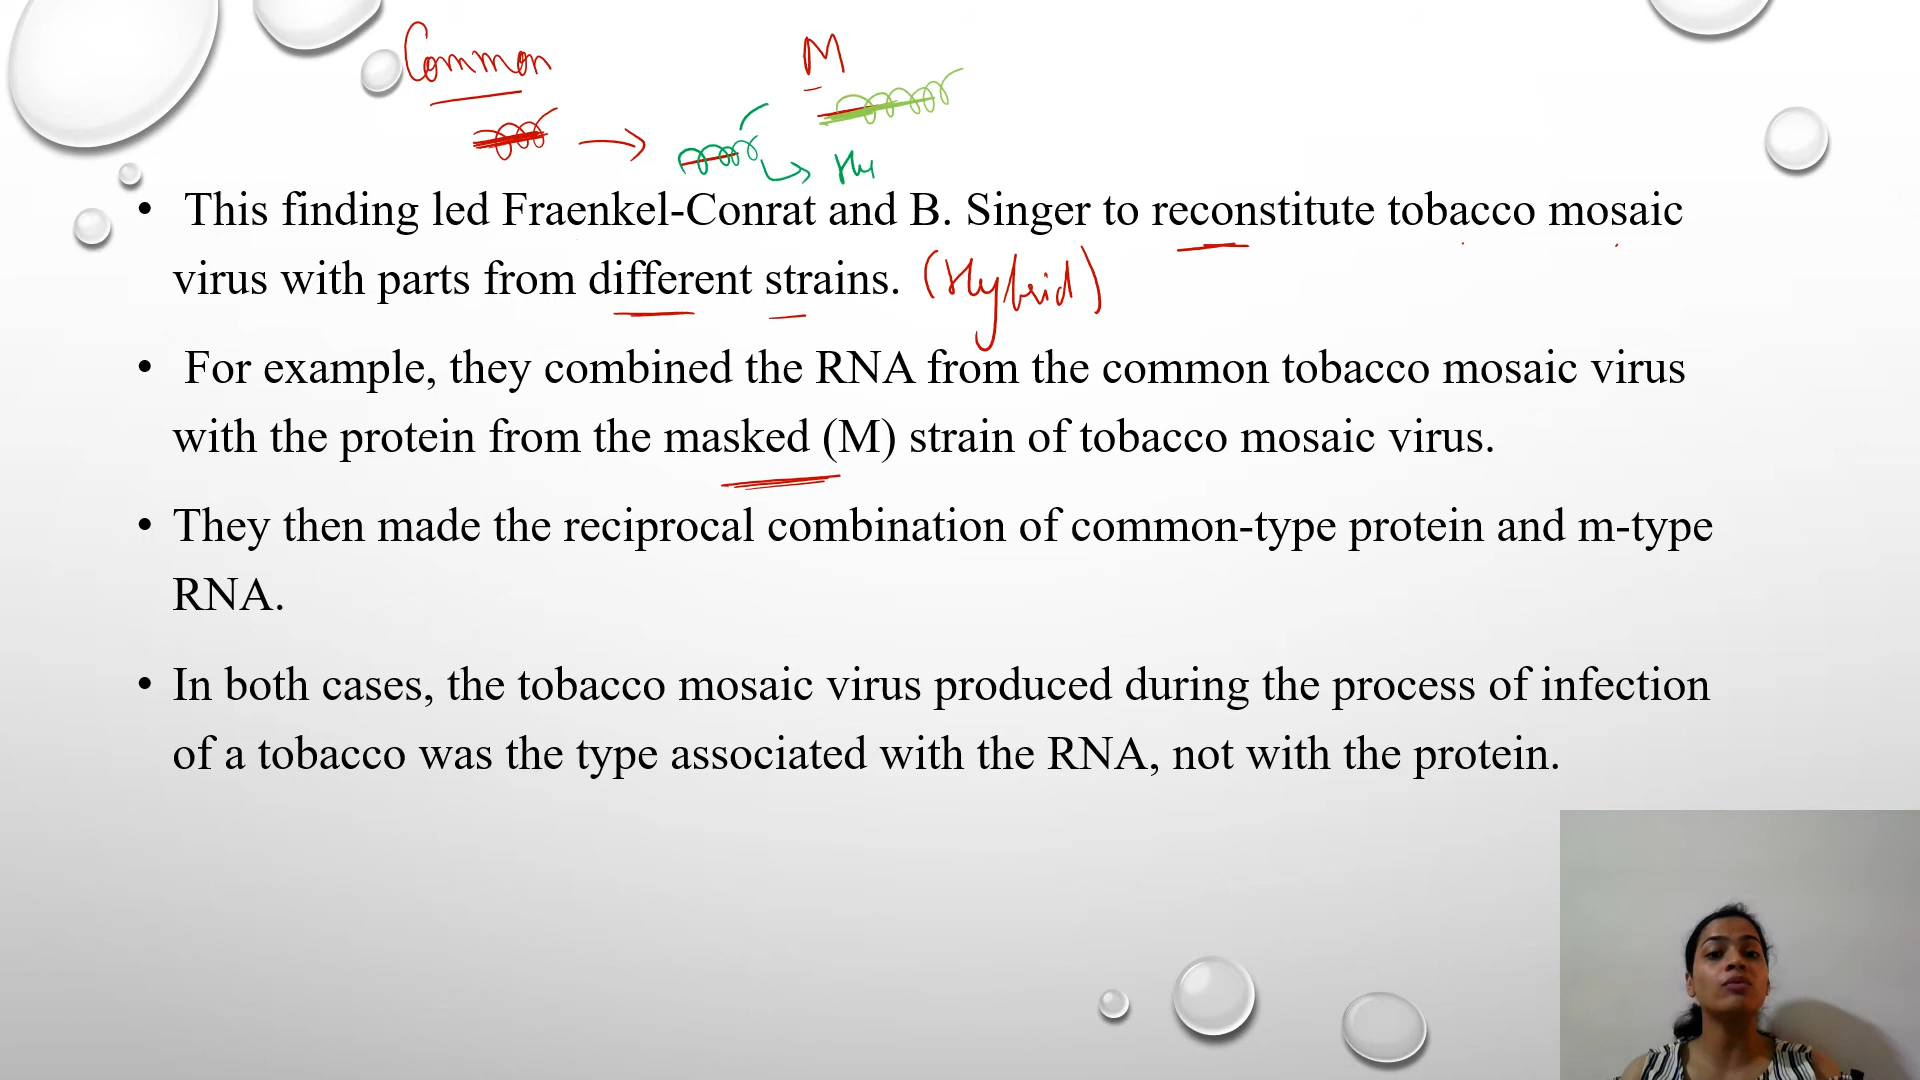 Common
M
Hy
• This finding led Fraenkel-Conrat and B. Singer to reconstitute tobacco mosaic
virus with parts from different strains. (Hybrid)
• For example, they combined the RNA from the common tobacco mosaic virus
with the protein from the masked (M) strain of tobacco mosaic virus.
• They then made the reciprocal combination of common-type protein and m-type
RNA.
• In both cases, the tobacco mosaic virus produced during the process of infection
of a tobacco was the type associated with the RNA, not with the protein.